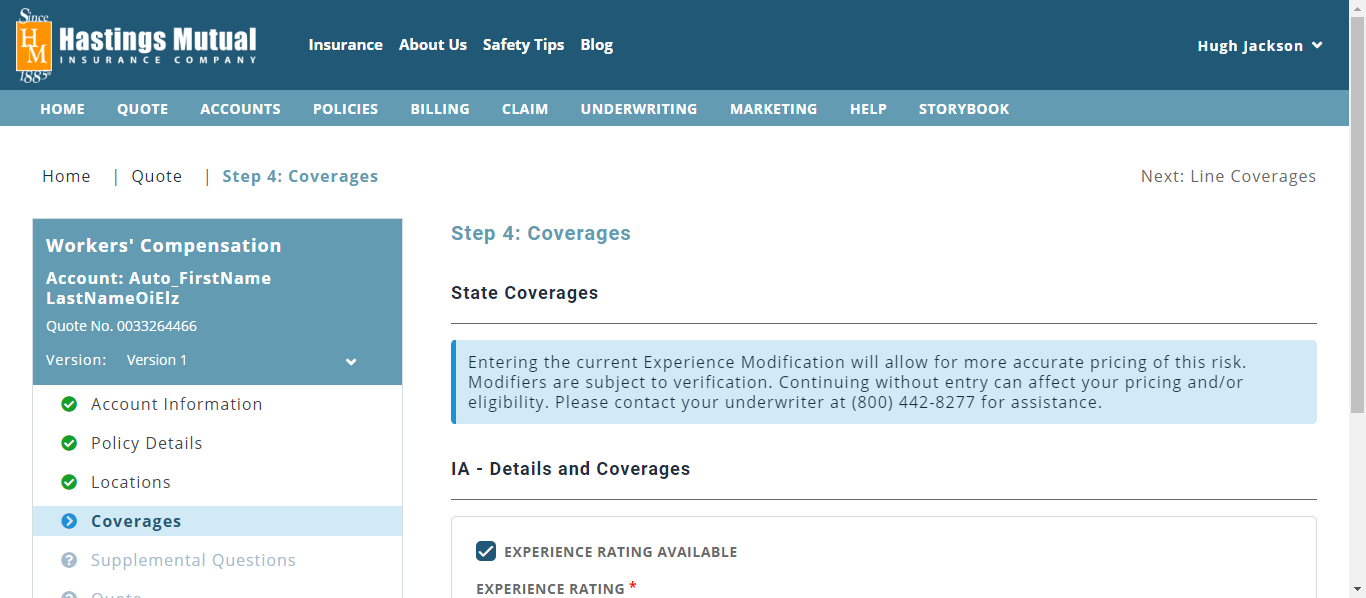 Since
HM
1885
Hastings Mutual
INSURANCE COMPANY
Insurance About Us Safety Tips Blog
Hugh Jackson
HOME QUOTE ACCOUNTS POLICIES BILLING CLAIM UNDERWRITING MARKETING HELP STORYBOOK
Home | Quote | Step 4: Coverages
Next: Line Coverages
Workers' Compensation
Account: Auto_FirstName
LastNameOiElz
Quote No. 0033264466
Version: Version 1
Account Information
Policy Details
Locations
Coverages
Supplemental Questions
Quote
Step 4: Coverages
State Coverages
Entering the current Experience Modification will allow for more accurate pricing of this risk.
Modifiers are subject to verification. Continuing without entry can affect your pricing and/or
eligibility. Please contact your underwriter at (800) 442-8277 for assistance.
IA - Details and Coverages
EXPERIENCE RATING AVAILABLE
EXPERIENCE RATING *